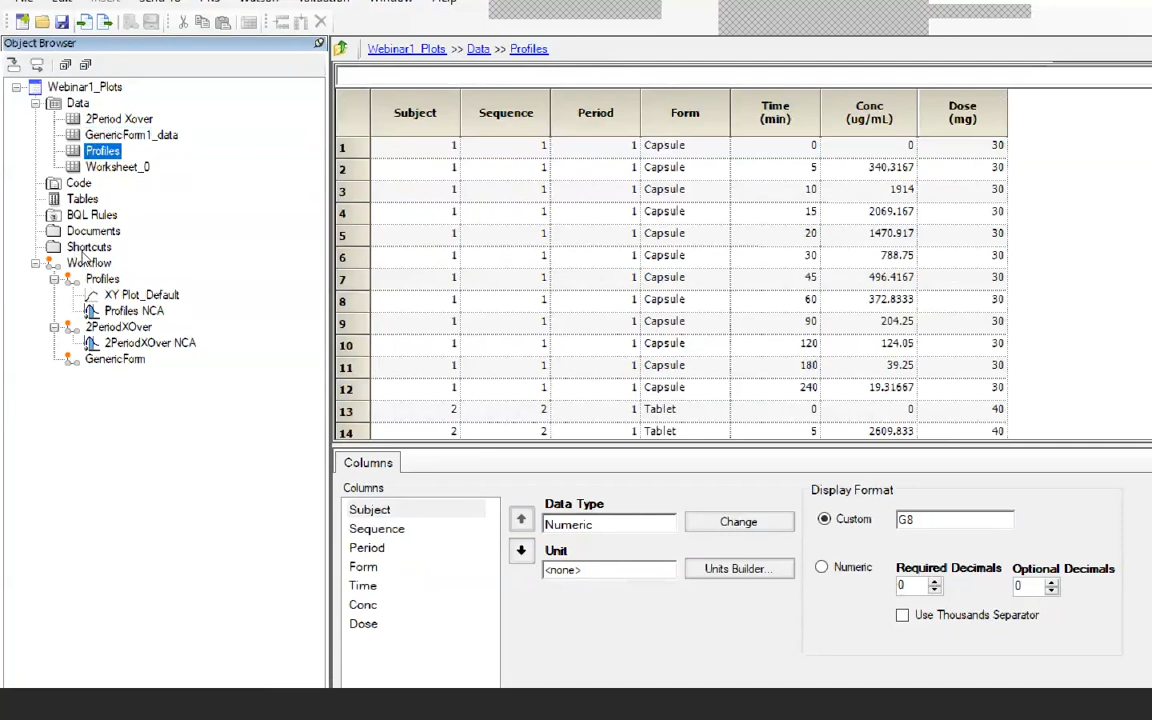 Object Browser
Webinar1_Plots >> Data >> Profiles
Webinar1_Plots
Data
2Period Xover
GenericForm1_data
Profiles
Worksheet_0
Code
Tables
BQL Rules
Documents
Shortcuts
Workflow
Profiles
XY Plot_Default
Profiles NCA
2PeriodXOver
2PeriodXOver NCA
GenericForm
Subject Sequence Period Form Time (min) Conc (ug/mL) Dose (mg)
1 1 1 1 Capsule 0 0 30
2 1 1 1 Capsule 5 340.3167 30
3 1 1 1 Capsule 10 1914 30
4 1 1 1 Capsule 15 2069.167 30
5 1 1 1 Capsule 20 1470.917 30
6 1 1 1 Capsule 30 788.75 30
7 1 1 1 Capsule 45 496.4167 30
8 1 1 1 Capsule 60 372.8333 30
9 1 1 1 Capsule 90 204.25 30
10 1 1 1 Capsule 120 124.05 30
11 1 1 1 Capsule 180 39.25 30
12 1 1 1 Capsule 240 19.31667 30
13 2 2 1 Tablet 0 0 40
14 2 2 1 Tablet 5 2609.833 40
Columns
Columns
Subject
Sequence
Period
Form
Time
Conc
Dose
Data Type
Numeric
Change
Unit
<none>
Units Builder...
Display Format
Custom G8
Numeric
Required Decimals Optional Decimals
0 0
Use Thousands Separator